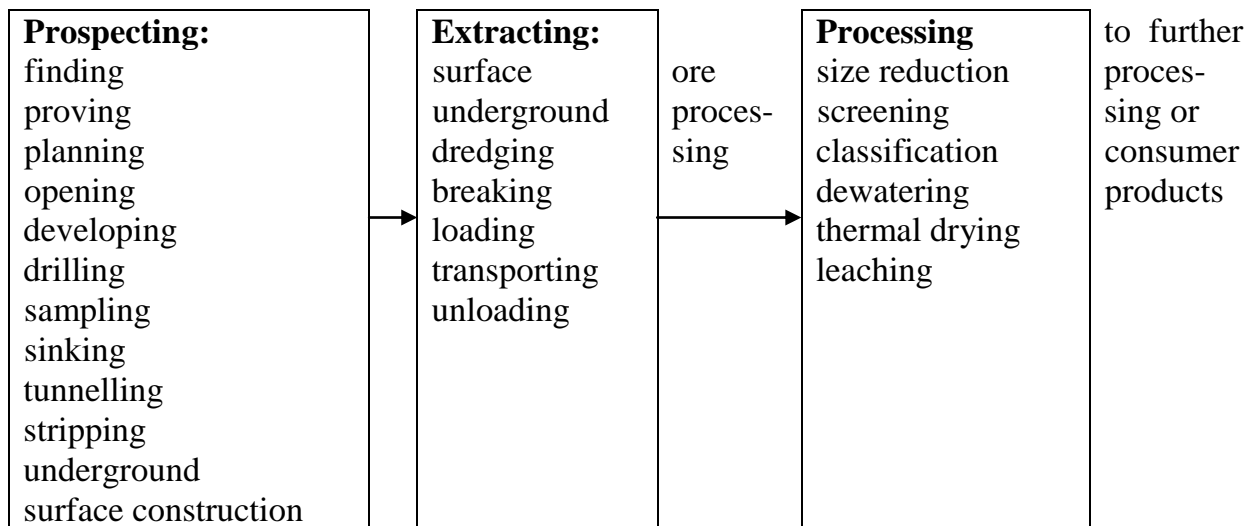 Prospecting:
finding
proving
planning
opening
developing
drilling
sampling
sinking
tunnelling
stripping
underground
surface construction
Extracting:
surface
underground
dredging
breaking
loading
transporting
unloading
ore
proces-
sing
Processing
size reduction
screening
classification
dewatering
thermal drying
leaching
to further
proces-
sing or
consumer
products